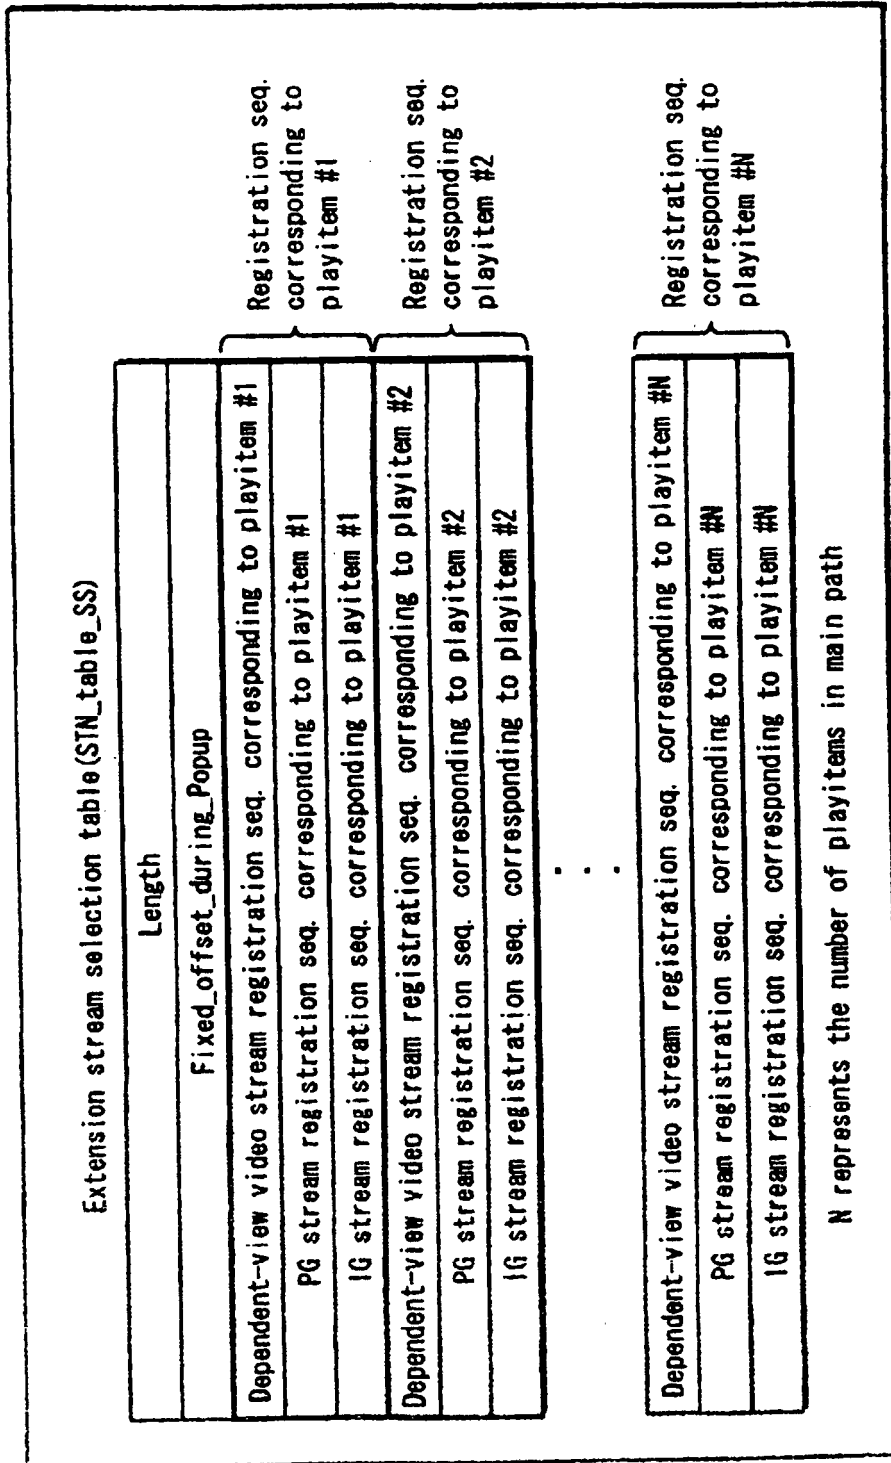 Extension stream selection table(STN_table_SS)
Length
Fixed_offset_during_Popup
Dependent-view video stream registration seq. corresponding to playitem #1
PG stream registration seq. corresponding to playitem #1
IG stream registration seq. corresponding to playitem #1
Registration seq.
corresponding to
playitem #1
Dependent-view video stream registration seq. corresponding to playitem #2
PG stream registration seq. corresponding to playitem #2
IG stream registration seq. corresponding to playitem #2
Registration seq.
corresponding to
playitem #2
Dependent-view video stream registration seq. corresponding to playitem #N
PG stream registration seq. corresponding to playitem #N
IG stream registration seq. corresponding to playitem #N
Registration seq.
corresponding to
playitem #N
N represents the number of playitems in main path